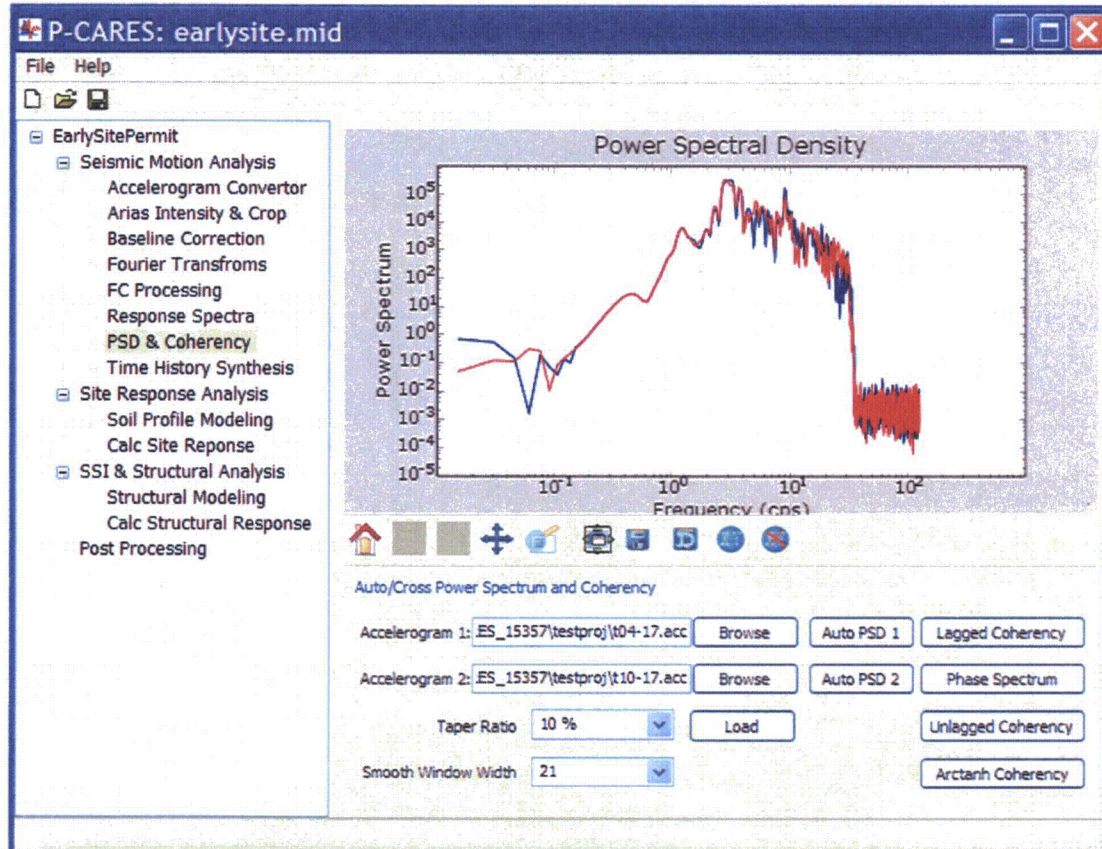 P-CARES: earlysite.mid
File Help
EarlySitePermit
Seismic Motion Analysis
Accelerogram Convertor
Arias Intensity & Crop
Baseline Correction
Fourier Transfroms
FC Processing
Response Spectra
PSD & Coherency
Time History Synthesis
Site Response Analysis
Soil Profile Modeling
Calc Site Reponse
SSI & Structural Analysis
Structural Modeling
Calc Structural Response
Post Processing
Power Spectral Density
Power Spectrum
10^5
10^4
10^3
10^2
10^1
10^0
10^-1
10^-2
10^-3
10^-4
10^-5
10^-1 10^0 10^1 10^2
Frequency (cps)
Auto/Cross Power Spectrum and Coherency
Accelerogram 1: ES_15357\testproj\t04-17.acc Browse Auto PSD 1 Lagged Coherency
Accelerogram 2: ES_15357\testproj\t10-17.acc Browse Auto PSD 2 Phase Spectrum
Taper Ratio 10 % Load Unlagged Coherency
Smooth Window Width 21 Arctanh Coherency